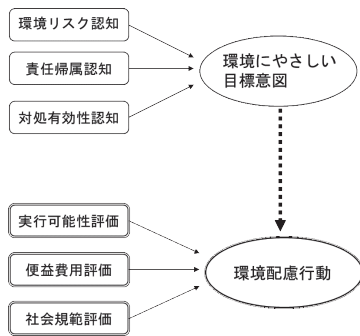 環境リスク認知
責任帰属認知
対処有効性認知
環境にやさしい
目標意図
実行可能性評価
便益費用評価
社会規範評価
環境配慮行動